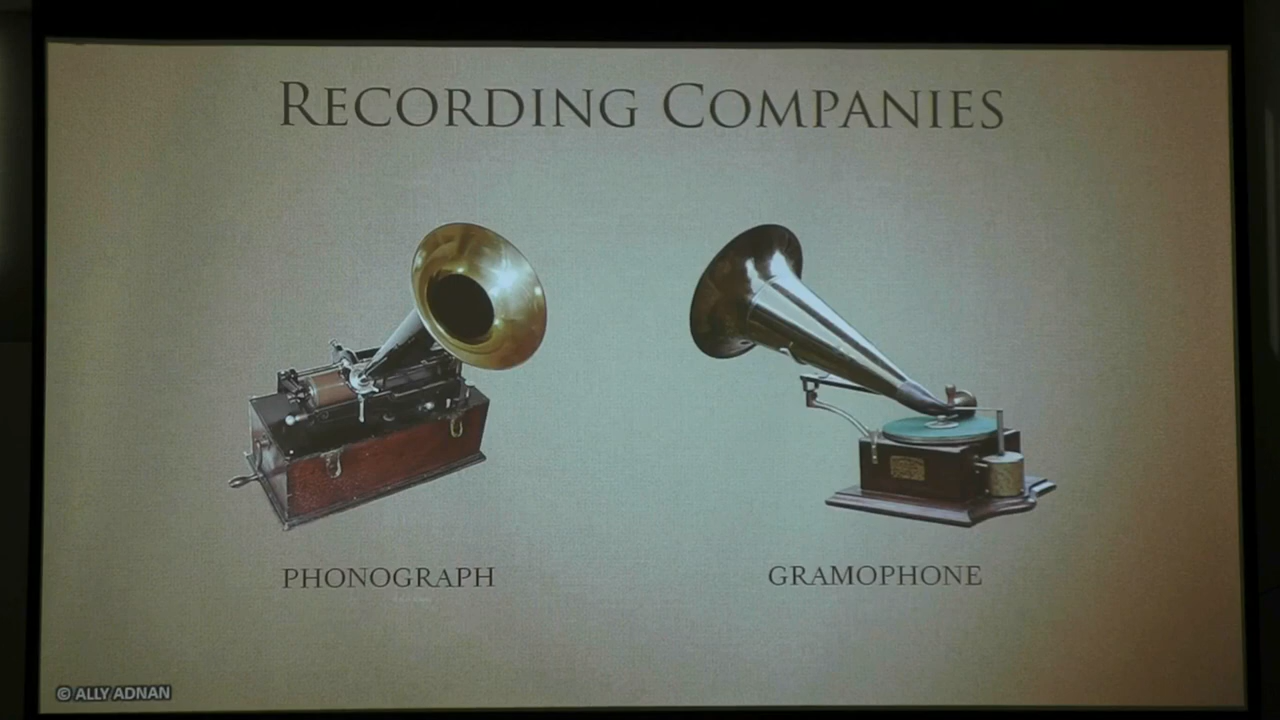 RECORDING COMPANIES
PHONOGRAPH
GRAMOPHONE
© ALLY ADNAN